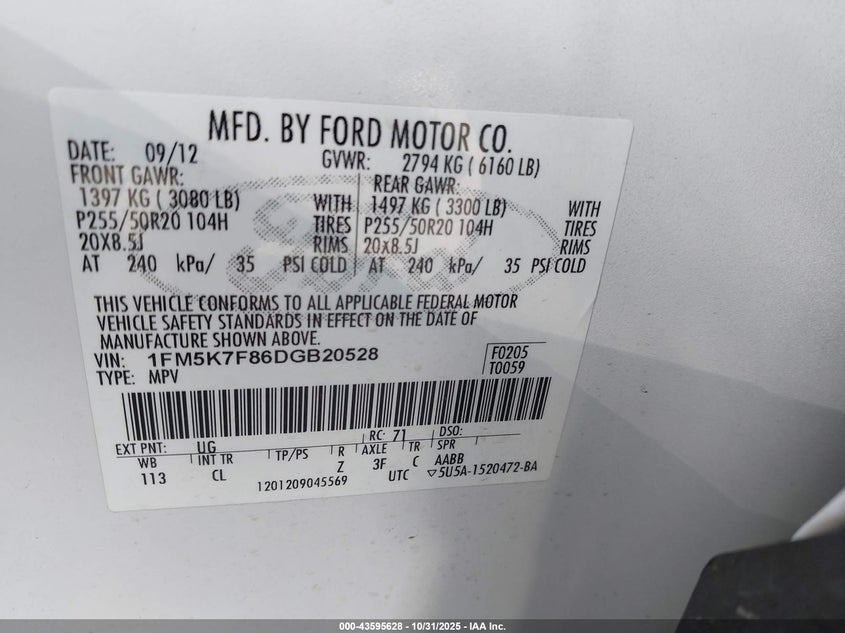 MFD. BY FORD MOTOR CO.
DATE: 09/12 GVWR: 2794 KG ( 6160 LB)
FRONT GAWR: REAR GAWR:
1397 KG ( 3080 LB) WITH 1497 KG ( 3300 LB) WITH
P255/50R20 104H TIRES P255/50R20 104H TIRES
20X8.5J RIMS 20x8.5J RIMS
AT 240 kPa/ 35 PSI COLD AT 240 kPa/ 35 PSI COLD
THIS VEHICLE CONFORMS TO ALL APPLICABLE FEDERAL MOTOR
VEHICLE SAFETY STANDARDS IN EFFECT ON THE DATE OF
MANUFACTURE SHOWN ABOVE.
VIN: 1FM5K7F86DGB20528 F0205
TYPE: MPV T0059
EXT PNT: UG RC: 71 DSO:
WB INT TR TP/PS R AXLE TR SPR
113 CL Z 3F C AABB
1201209045569 UTC ▽5U5A-1520472-BA
000-43595628 - 10/31/2025 - IAA Inc.